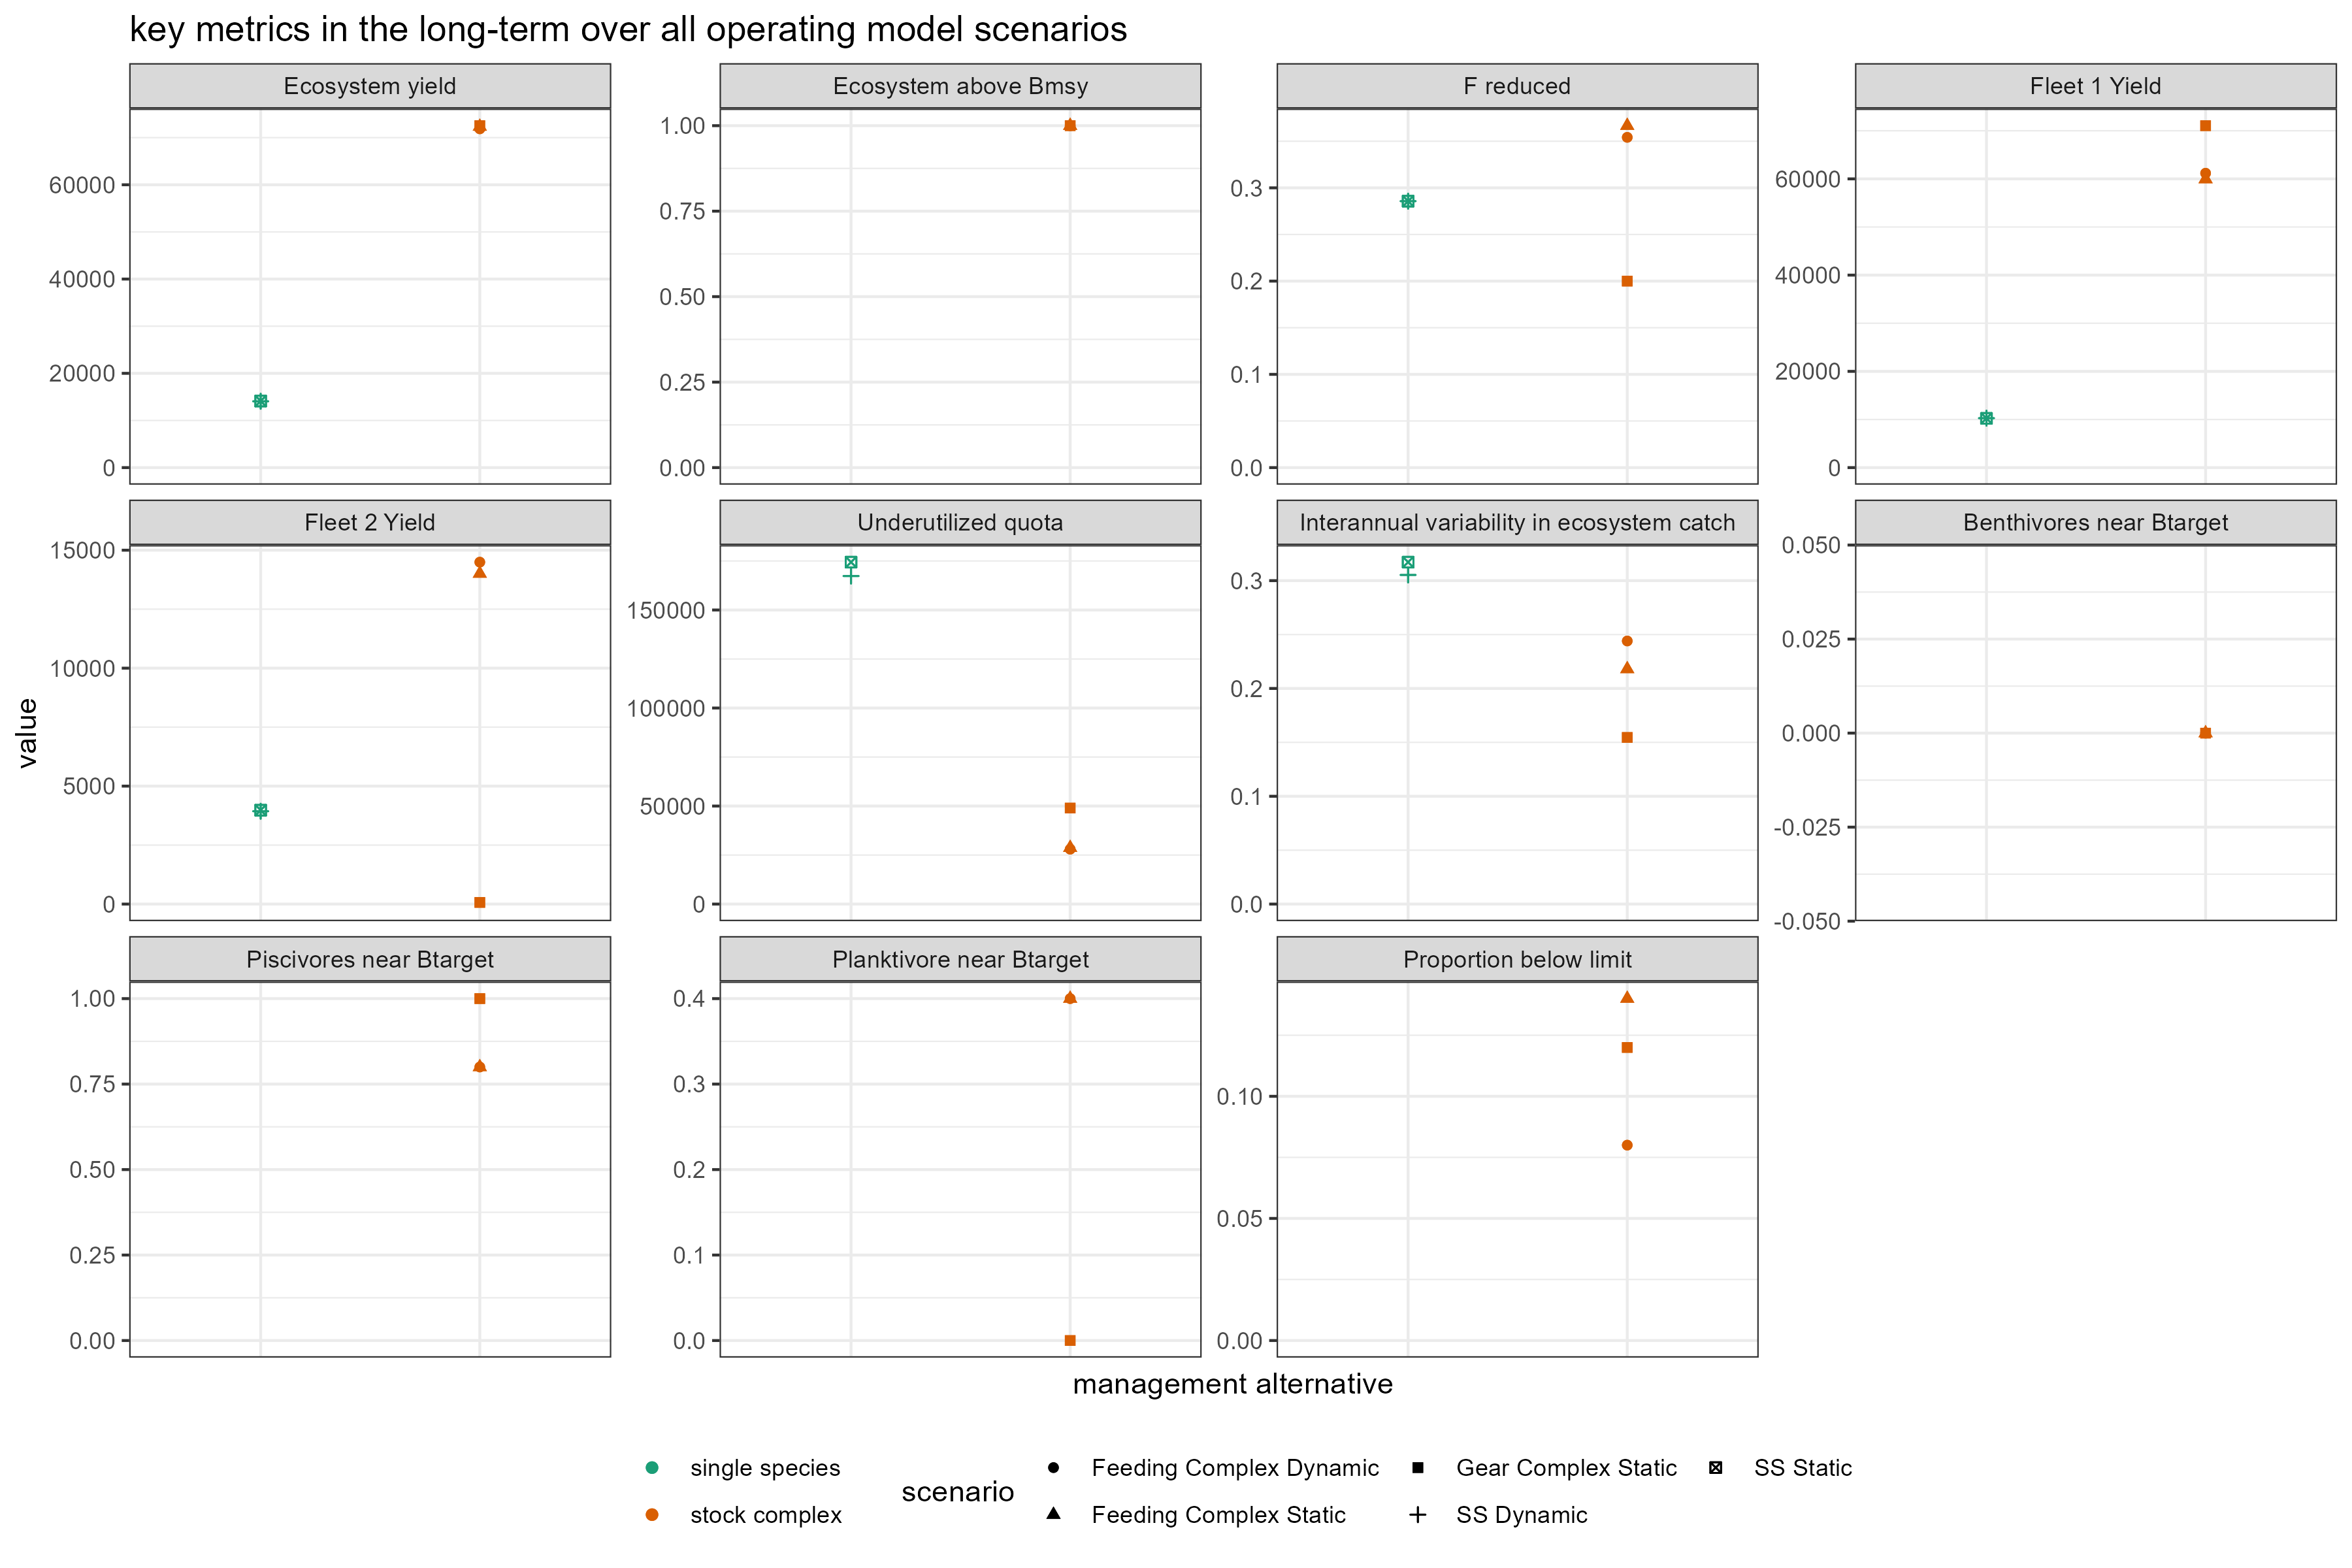 key metrics in the long-term over all operating model scenarios
Ecosystem yield
Ecosystem above Bmsy
F reduced
Fleet 1 Yield
60000
40000
20000
0
1.00
0.75
0.50
0.25
0.00
0.3
0.2
0.1
0.0
60000
40000
20000
0
Fleet 2 Yield
Underutilized quota
Interannual variability in ecosystem catch
Benthivores near Btarget
15000
10000
5000
0
150000
100000
50000
0
0.3
0.2
0.1
0.0
0.050
0.025
0.000
-0.025
-0.050
Piscivores near Btarget
Planktivore near Btarget
Proportion below limit
1.00
0.75
0.50
0.25
0.00
0.4
0.3
0.2
0.1
0.0
0.10
0.05
0.00
value
management alternative
single species
stock complex
scenario
Feeding Complex Dynamic
Feeding Complex Static
Gear Complex Static
SS Dynamic
SS Static